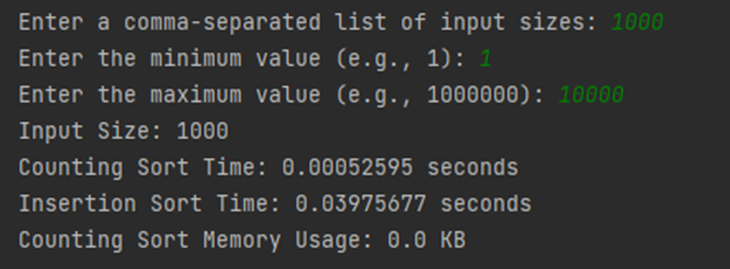 Enter a comma-separated list of input sizes: 1000
Enter the minimum value (e.g., 1): 1
Enter the maximum value (e.g., 1000000): 10000
Input Size: 1000
Counting Sort Time: 0.00052595 seconds
Insertion Sort Time: 0.03975677 seconds
Counting Sort Memory Usage: 0.0 KB